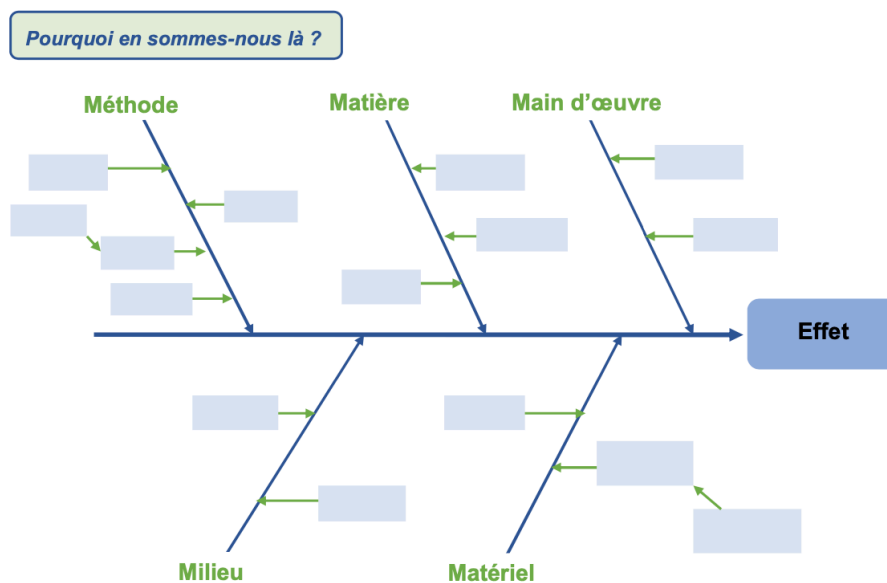 Pourquoi en sommes-nous là ?
Méthode
Matière
Main d’œuvre
Effet
Milieu
Matériel